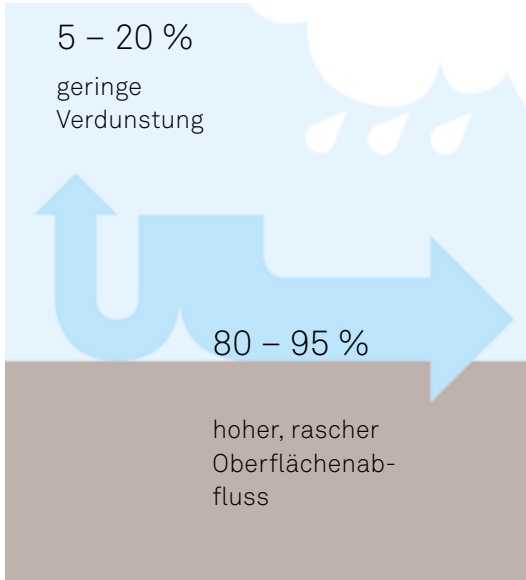 5 – 20 %
geringe
Verdunstung
80 – 95 %
hoher, rascher
Oberflächenab-
fluss